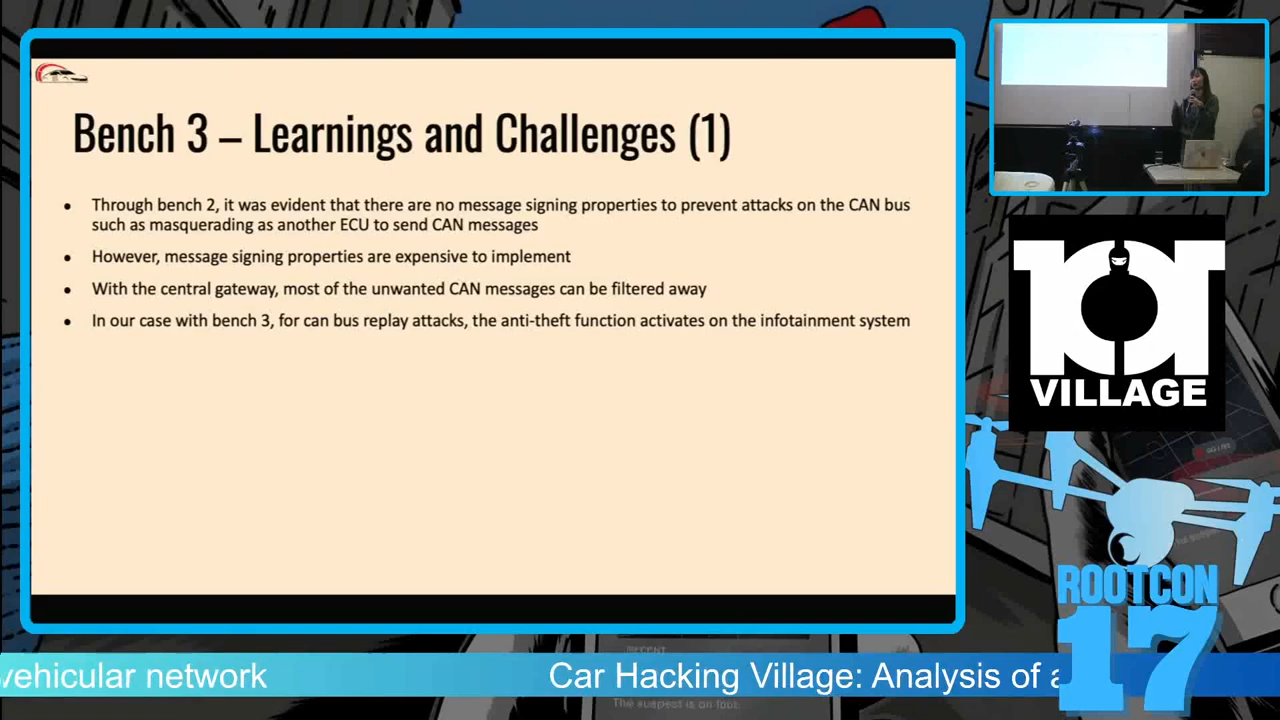 Bench 3 – Learnings and Challenges (1)
• Through bench 2, it was evident that there are no message signing properties to prevent attacks on the CAN bus
such as masquerading as another ECU to send CAN messages
• However, message signing properties are expensive to implement
• With the central gateway, most of the unwanted CAN messages can be filtered away
• In our case with bench 3, for can bus replay attacks, the anti-theft function activates on the infotainment system
VILLAGE
ROOTCON
17
vehicular network
Car Hacking Village: Analysis of a
RECENT
The suspect is on foot.